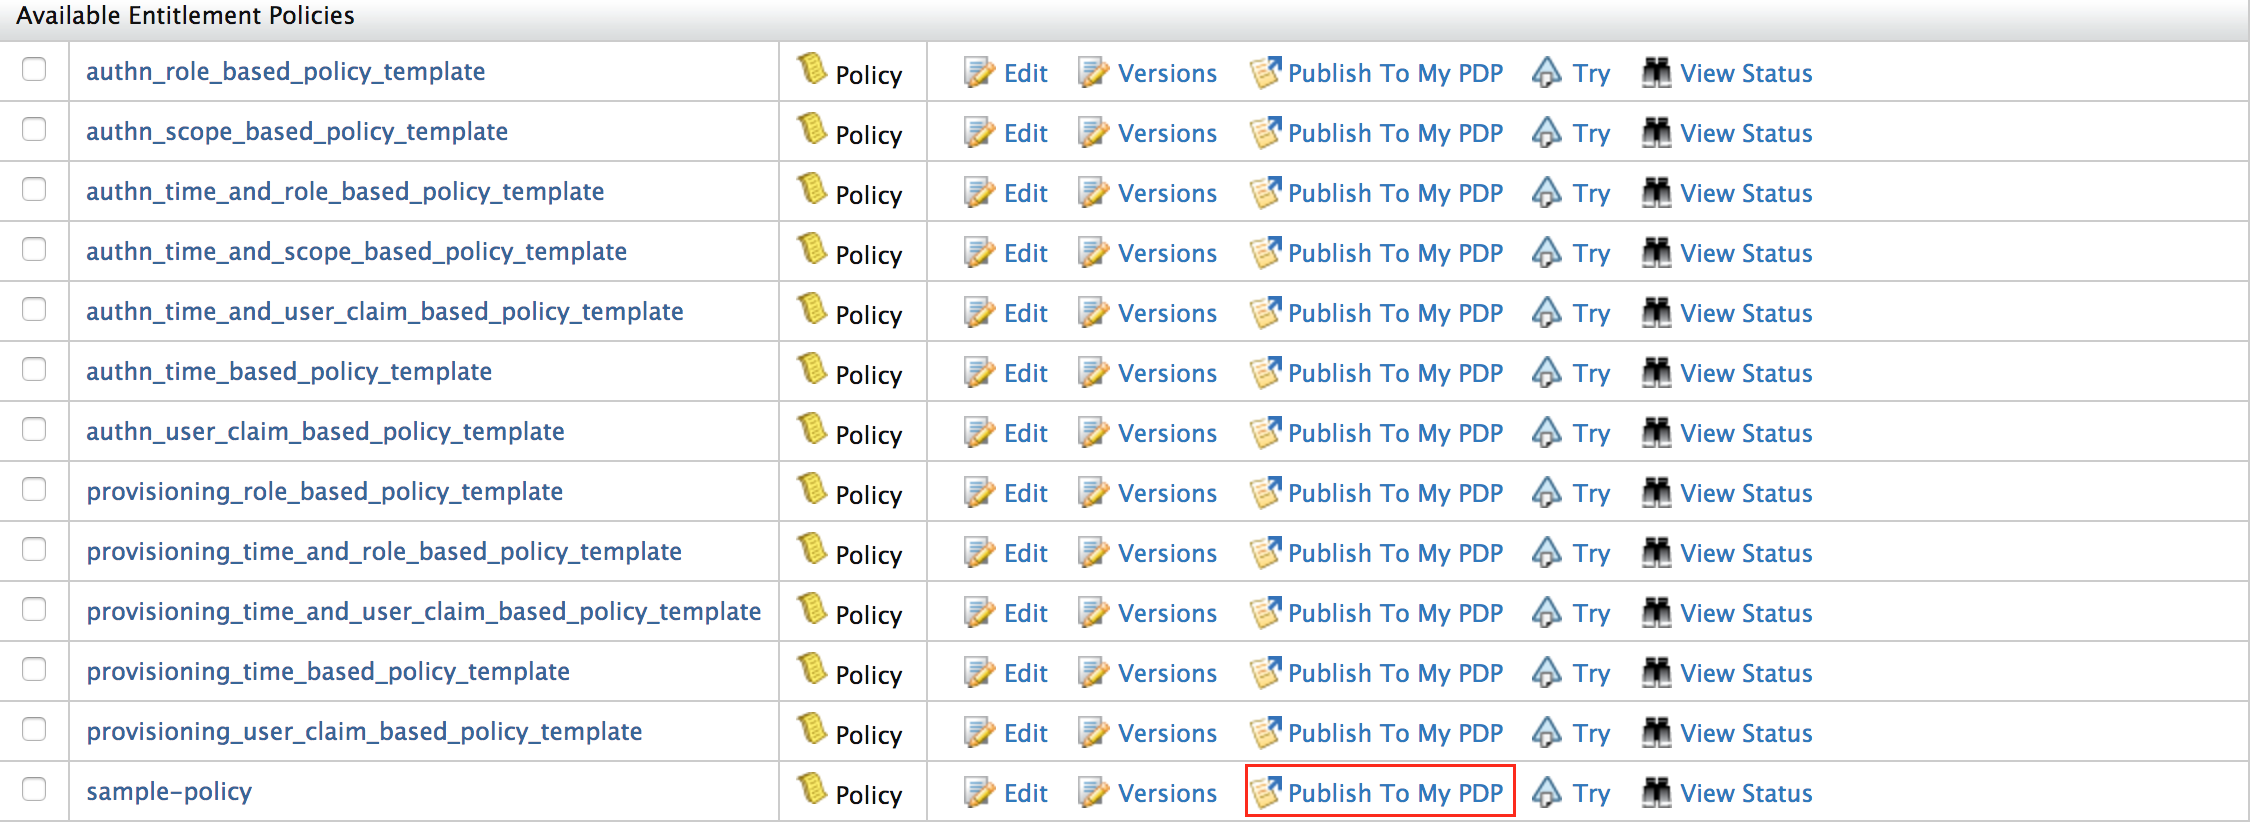 Available Entitlement Policies
authn_role_based_policy_template Policy Edit Versions Publish To My PDP Try View Status
authn_scope_based_policy_template Policy Edit Versions Publish To My PDP Try View Status
authn_time_and_role_based_policy_template Policy Edit Versions Publish To My PDP Try View Status
authn_time_and_scope_based_policy_template Policy Edit Versions Publish To My PDP Try View Status
authn_time_and_user_claim_based_policy_template Policy Edit Versions Publish To My PDP Try View Status
authn_time_based_policy_template Policy Edit Versions Publish To My PDP Try View Status
authn_user_claim_based_policy_template Policy Edit Versions Publish To My PDP Try View Status
provisioning_role_based_policy_template Policy Edit Versions Publish To My PDP Try View Status
provisioning_time_and_role_based_policy_template Policy Edit Versions Publish To My PDP Try View Status
provisioning_time_and_user_claim_based_policy_template Policy Edit Versions Publish To My PDP Try View Status
provisioning_time_based_policy_template Policy Edit Versions Publish To My PDP Try View Status
provisioning_user_claim_based_policy_template Policy Edit Versions Publish To My PDP Try View Status
sample-policy Policy Edit Versions Publish To My PDP Try View Status